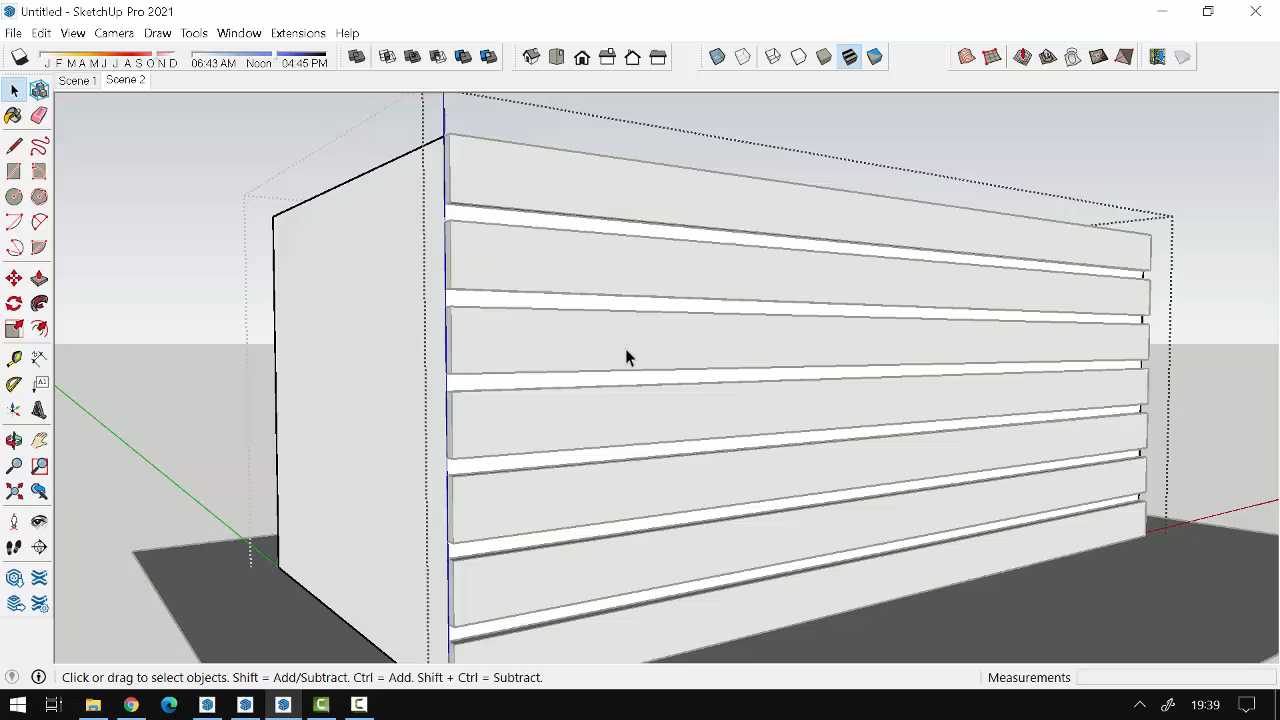 Untitled - SketchUp Pro 2021
File Edit View Camera Draw Tools Window Extensions Help
J F M A M J J A S O N D 06:43 AM Noon 04:45 PM
Scene 1 Scene 2
A1
Click or drag to select objects. Shift = Add/Subtract. Ctrl = Add. Shift + Ctrl = Subtract. Measurements
19:39